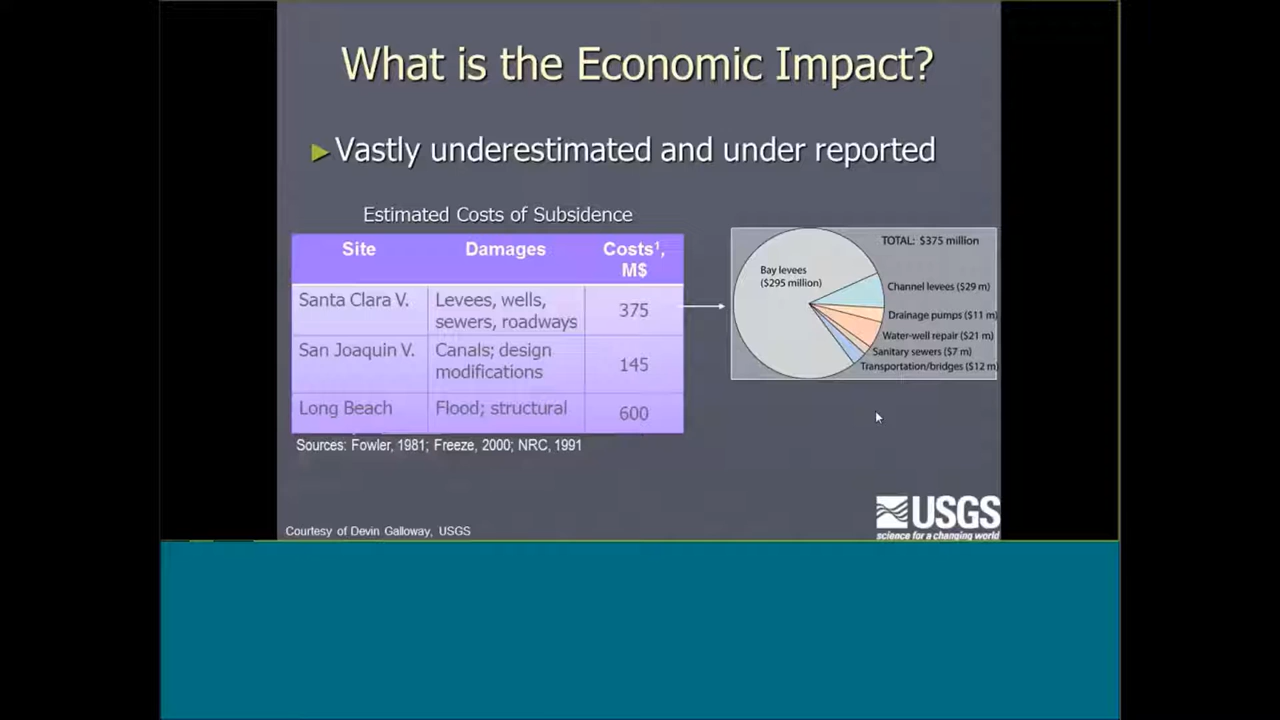 What is the Economic Impact?
Vastly underestimated and under reported
Estimated Costs of Subsidence
Site Damages Costs¹, M$
Santa Clara V. Levees, wells, sewers, roadways 375
San Joaquin V. Canals; design modifications 145
Long Beach Flood; structural 600
Sources: Fowler, 1981; Freeze, 2000; NRC, 1991
TOTAL: $375 million
Bay levees
($295 million)
Channel levees ($29 m)
Drainage pumps ($11 m)
Water-well repair ($21 m)
Sanitary sewers ($7 m)
Transportation/bridges ($12 m)
Courtesy of Devin Galloway, USGS
USGS
science for a changing world